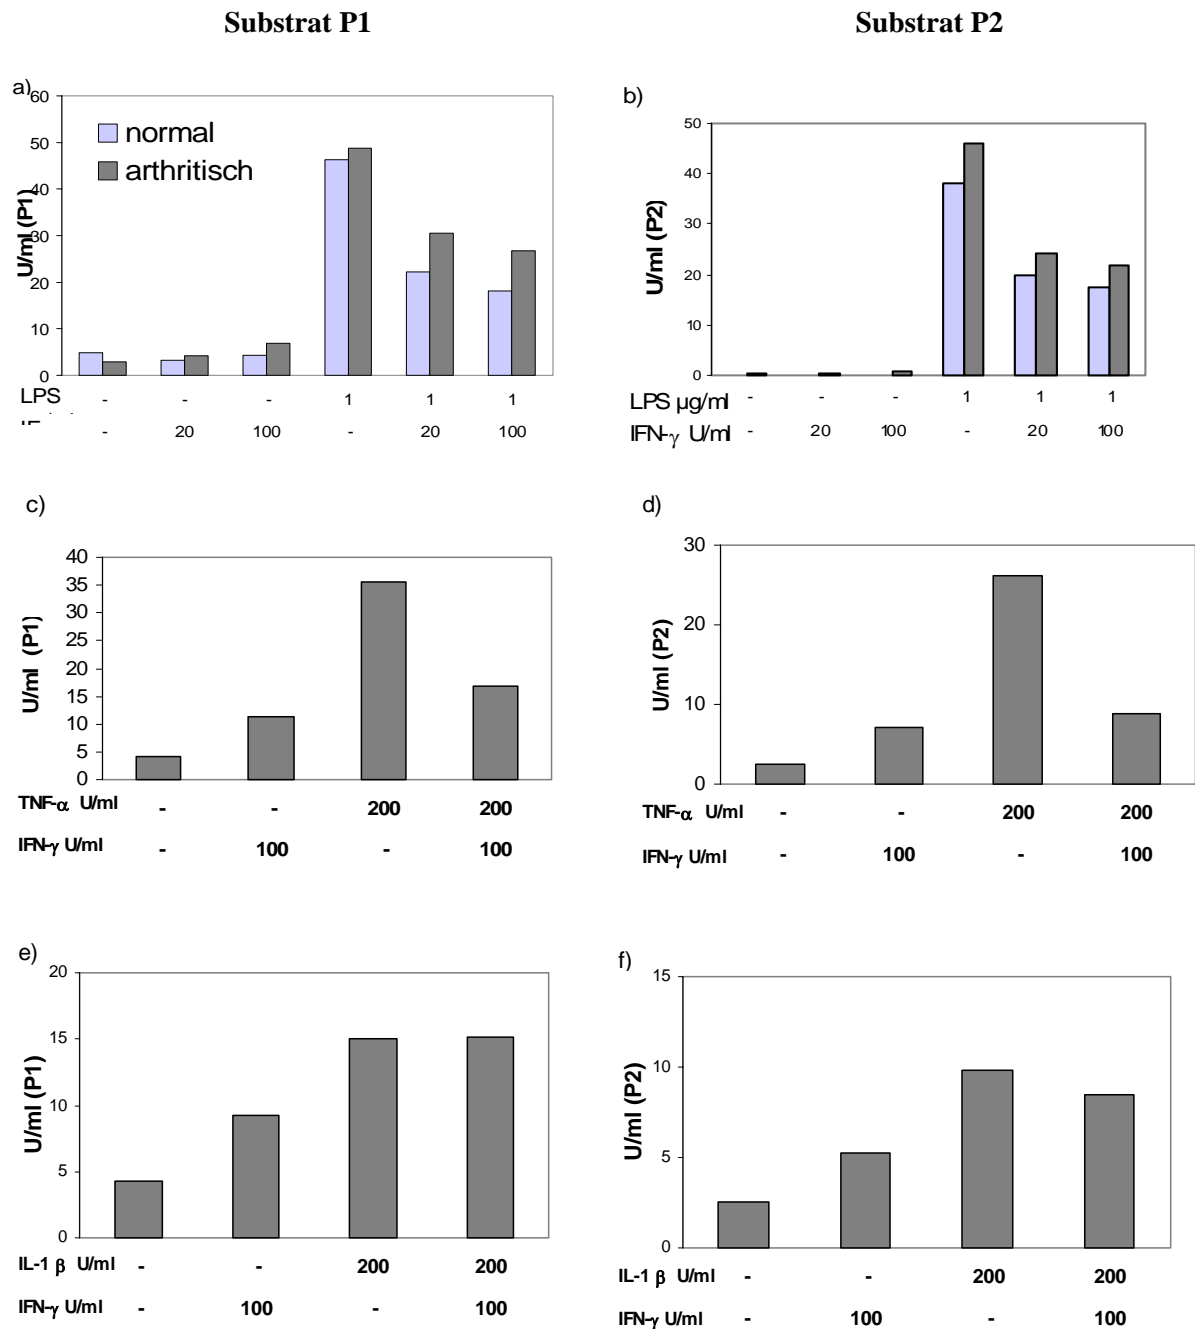 Substrat P1
Substrat P2
a)
60
50
40
30
20
10
0
U/ml (P1)
normal
arthritisch
LPS - - - 1 1 1
- 20 100 - 20 100
b)
50
40
30
20
10
0
U/ml (P2)
LPS µg/ml - - - 1 1 1
IFN-γ U/ml - 20 100 - 20 100
c)
40
35
30
25
20
15
10
5
0
U/ml (P1)
TNF-α U/ml - - 200 200
IFN-γ U/ml - 100 - 100
d)
30
20
10
0
U/ml (P2)
TNF-α U/ml - - 200 200
IFN-γ U/ml - 100 - 100
e)
20
15
10
5
0
U/ml (P1)
IL-1 β U/ml - - 200 200
IFN-γ U/ml - 100 - 100
f)
15
10
5
0
U/ml (P2)
IL-1 β U/ml - - 200 200
IFN-γ U/ml - 100 - 100